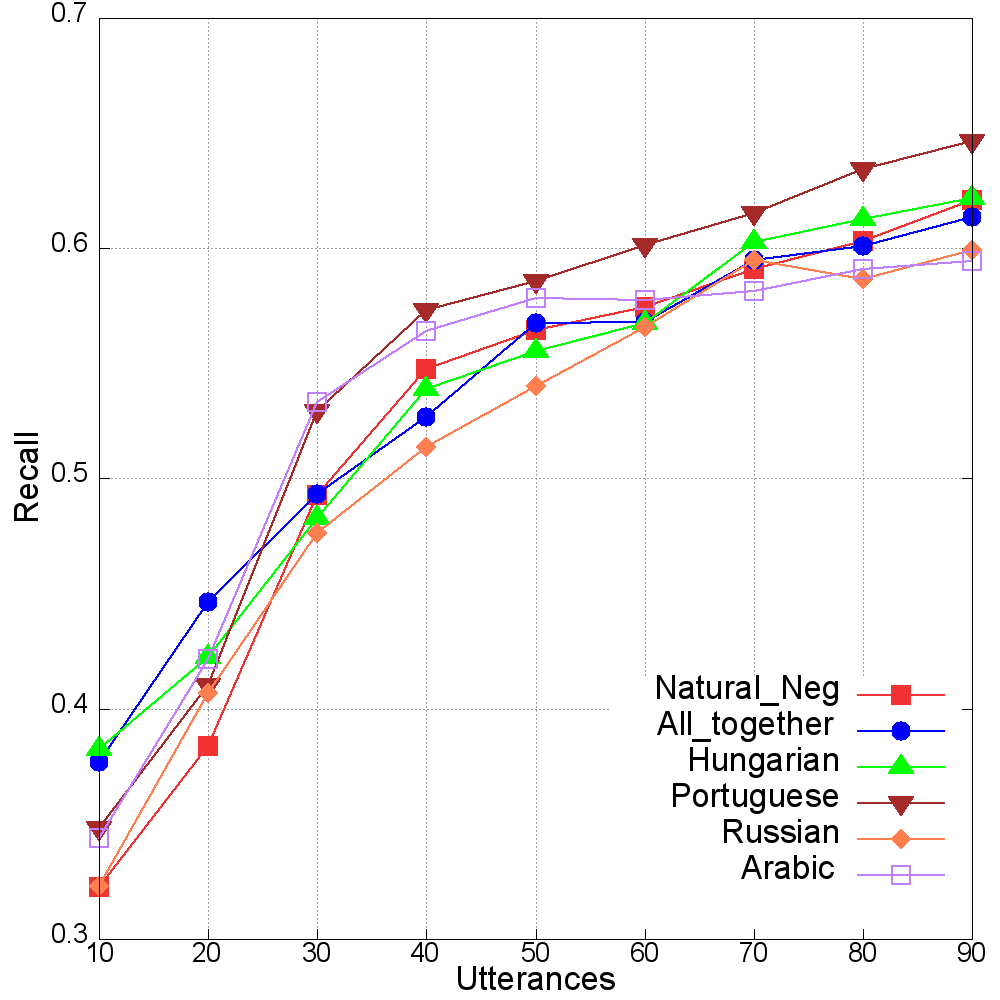 0.7
0.6
0.5
0.4
0.3
Recall
Natural_Neg
All_together
Hungarian
Portuguese
Russian
Arabic
10 20 30 40 50 60 70 80 90
Utterances